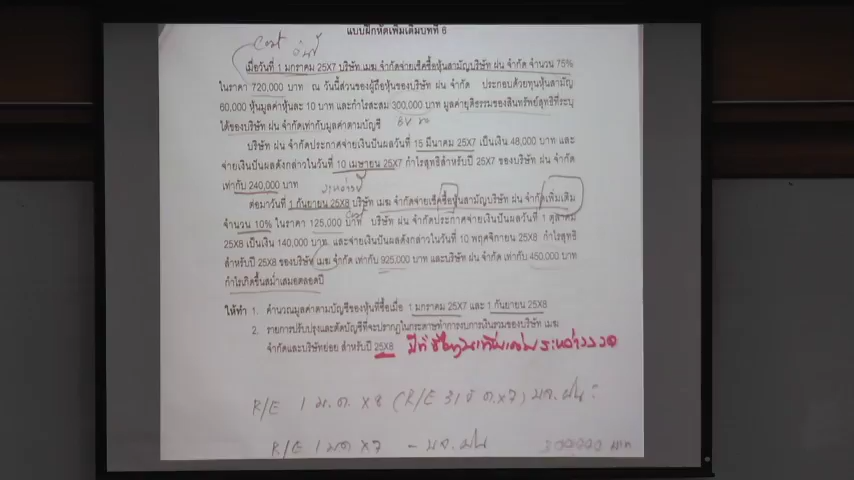 แบบฝึกหัดเพิ่มเติมบทที่ 6
Cost
เมื่อวันที่ 1 มกราคม 25X7 บริษัท เมฆ จำกัดจ่ายเช็คซื้อหุ้นสามัญบริษัท ฝน จำกัด จำนวน 75%
ในราคา 720,000 บาท ณ วันนี้ส่วนของผู้ถือหุ้นของบริษัท ฝน จำกัด ประกอบด้วยทุนหุ้นสามัญ
60,000 หุ้นมูลค่าหุ้นละ 10 บาท และกำไรสะสม 300,000 บาท มูลค่ายุติธรรมของสินทรัพย์สุทธิที่ระบุ
ได้ของบริษัท ฝน จำกัดเท่ากับมูลค่าตามบัญชี
บริษัท ฝน จำกัดประกาศจ่ายเงินปันผลวันที่ 15 มีนาคม 25X7 เป็นเงิน 48,000 บาท และ
จ่ายเงินปันผลดังกล่าวในวันที่ 10 เมษายน 25X7 กำไรสุทธิสำหรับปี 25X7 ของบริษัท ฝน จำกัด
เท่ากับ 240,000 บาท
ต่อมาวันที่ 1 กันยายน 25X8 บริษัท เมฆ จำกัดจ่ายเช็คซื้อหุ้นสามัญบริษัท ฝน จำกัดเพิ่มเติม
จำนวน 10% ในราคา 125,000 บาท บริษัท ฝน จำกัดประกาศจ่ายเงินปันผลวันที่ 1 ตุลาคม
25X8 เป็นเงิน 140,000 บาท และจ่ายเงินปันผลดังกล่าวในวันที่ 10 พฤศจิกายน 25X8 กำไรสุทธิ
สำหรับปี 25X8 ของบริษัท เมฆ จำกัด เท่ากับ 925,000 บาท และบริษัท ฝน จำกัด เท่ากับ 450,000 บาท
กำไรเกิดขึ้นสม่ำเสมอตลอดปี
ให้ทำ 1. คำนวณมูลค่าตามบัญชีของหุ้นที่ซื้อเมื่อ 1 มกราคม 25X7 และ 1 กันยายน 25X8
2. รายการปรับปรุงและตัดบัญชีที่จะปรากฏในกระดาษทำการงบการเงินรวมของบริษัท เมฆ
จำกัดและบริษัทย่อย สำหรับปี 25X8
R/E 1 ม.ค. X8 (R/E 31 ธ.ค. X7) บจ. ฝน :
R/E 1 มค X7 - บจ. ฝน 300000 บาท